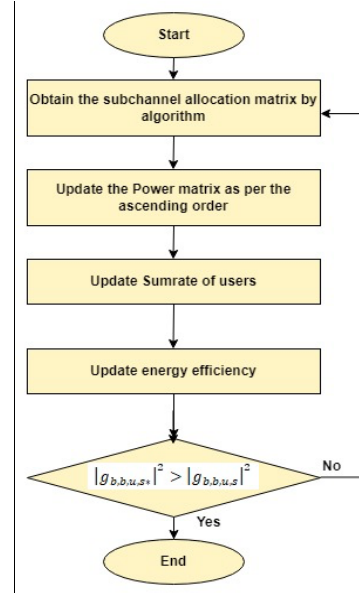 Start
Obtain the subchannel allocation matrix by
algorithm
Update the Power matrix as per the
ascending order
Update Sumrate of users
Update energy efficiency
|g_{b,b,u,s*}|^2 > |g_{b,b,u,s}|^2
No
Yes
End